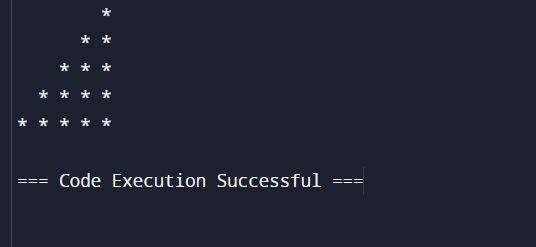 *
      * *
    * * *
  * * * *
* * * * *
=== Code Execution Successful ===